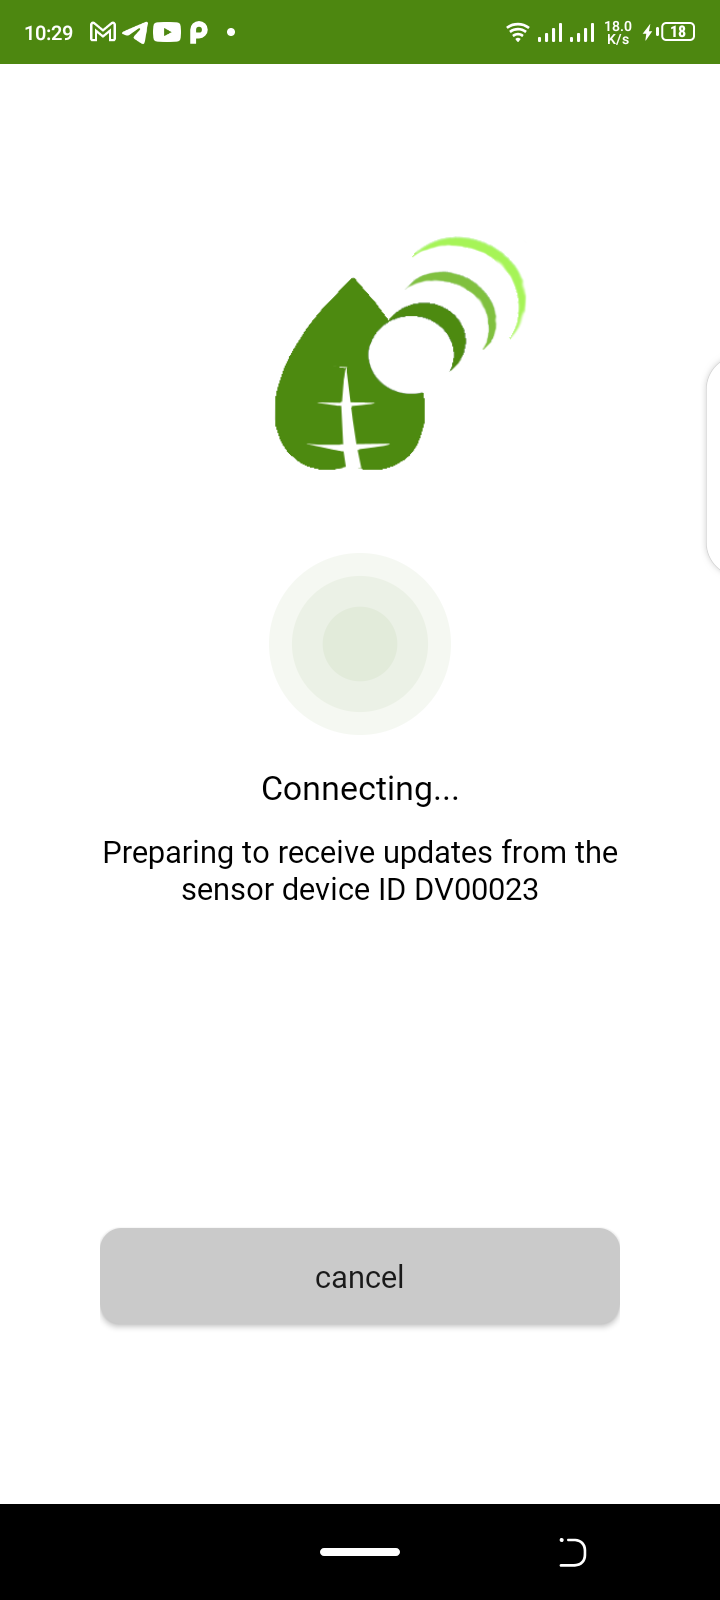 10:29
18.0
K/s
18
Connecting...
Preparing to receive updates from the
sensor device ID DV00023
cancel